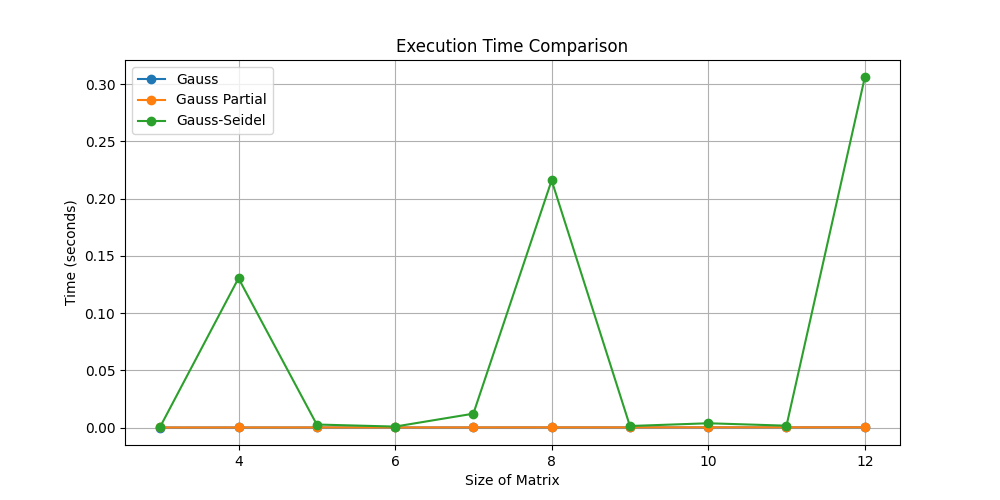 Execution Time Comparison
Gauss
Gauss Partial
Gauss-Seidel
0.30
0.25
0.20
0.15
0.10
0.05
0.00
Time (seconds)
4 6 8 10 12
Size of Matrix